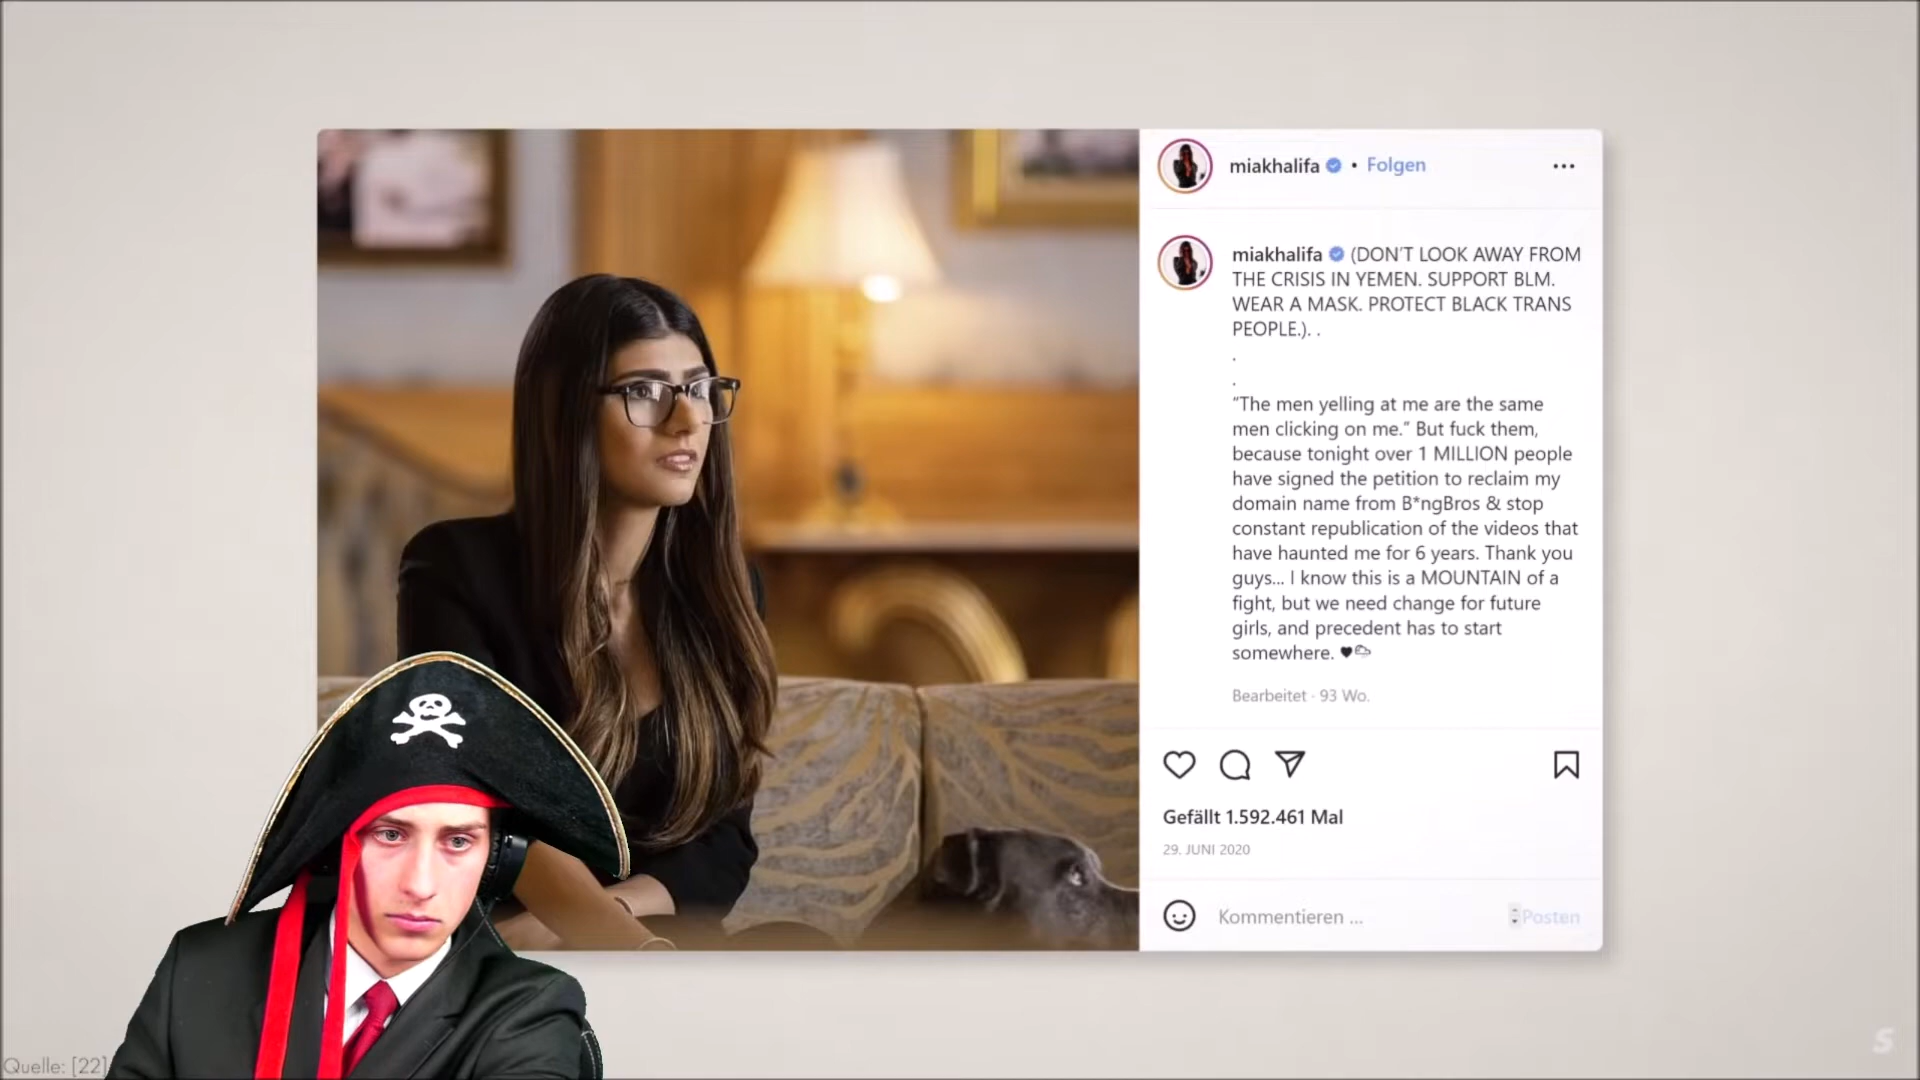 miakhalifa • Folgen
miakhalifa (DON'T LOOK AWAY FROM
THE CRISIS IN YEMEN. SUPPORT BLM.
WEAR A MASK. PROTECT BLACK TRANS
PEOPLE.). .
.
.
"The men yelling at me are the same
men clicking on me." But fuck them,
because tonight over 1 MILLION people
have signed the petition to reclaim my
domain name from B*ngBros & stop
constant republication of the videos that
have haunted me for 6 years. Thank you
guys... I know this is a MOUNTAIN of a
fight, but we need change for future
girls, and precedent has to start
somewhere. 🖤🌧
Bearbeitet · 93 Wo.
Gefällt 1.592.461 Mal
29. JUNI 2020
Kommentieren ... Posten
Quelle: [22]
S